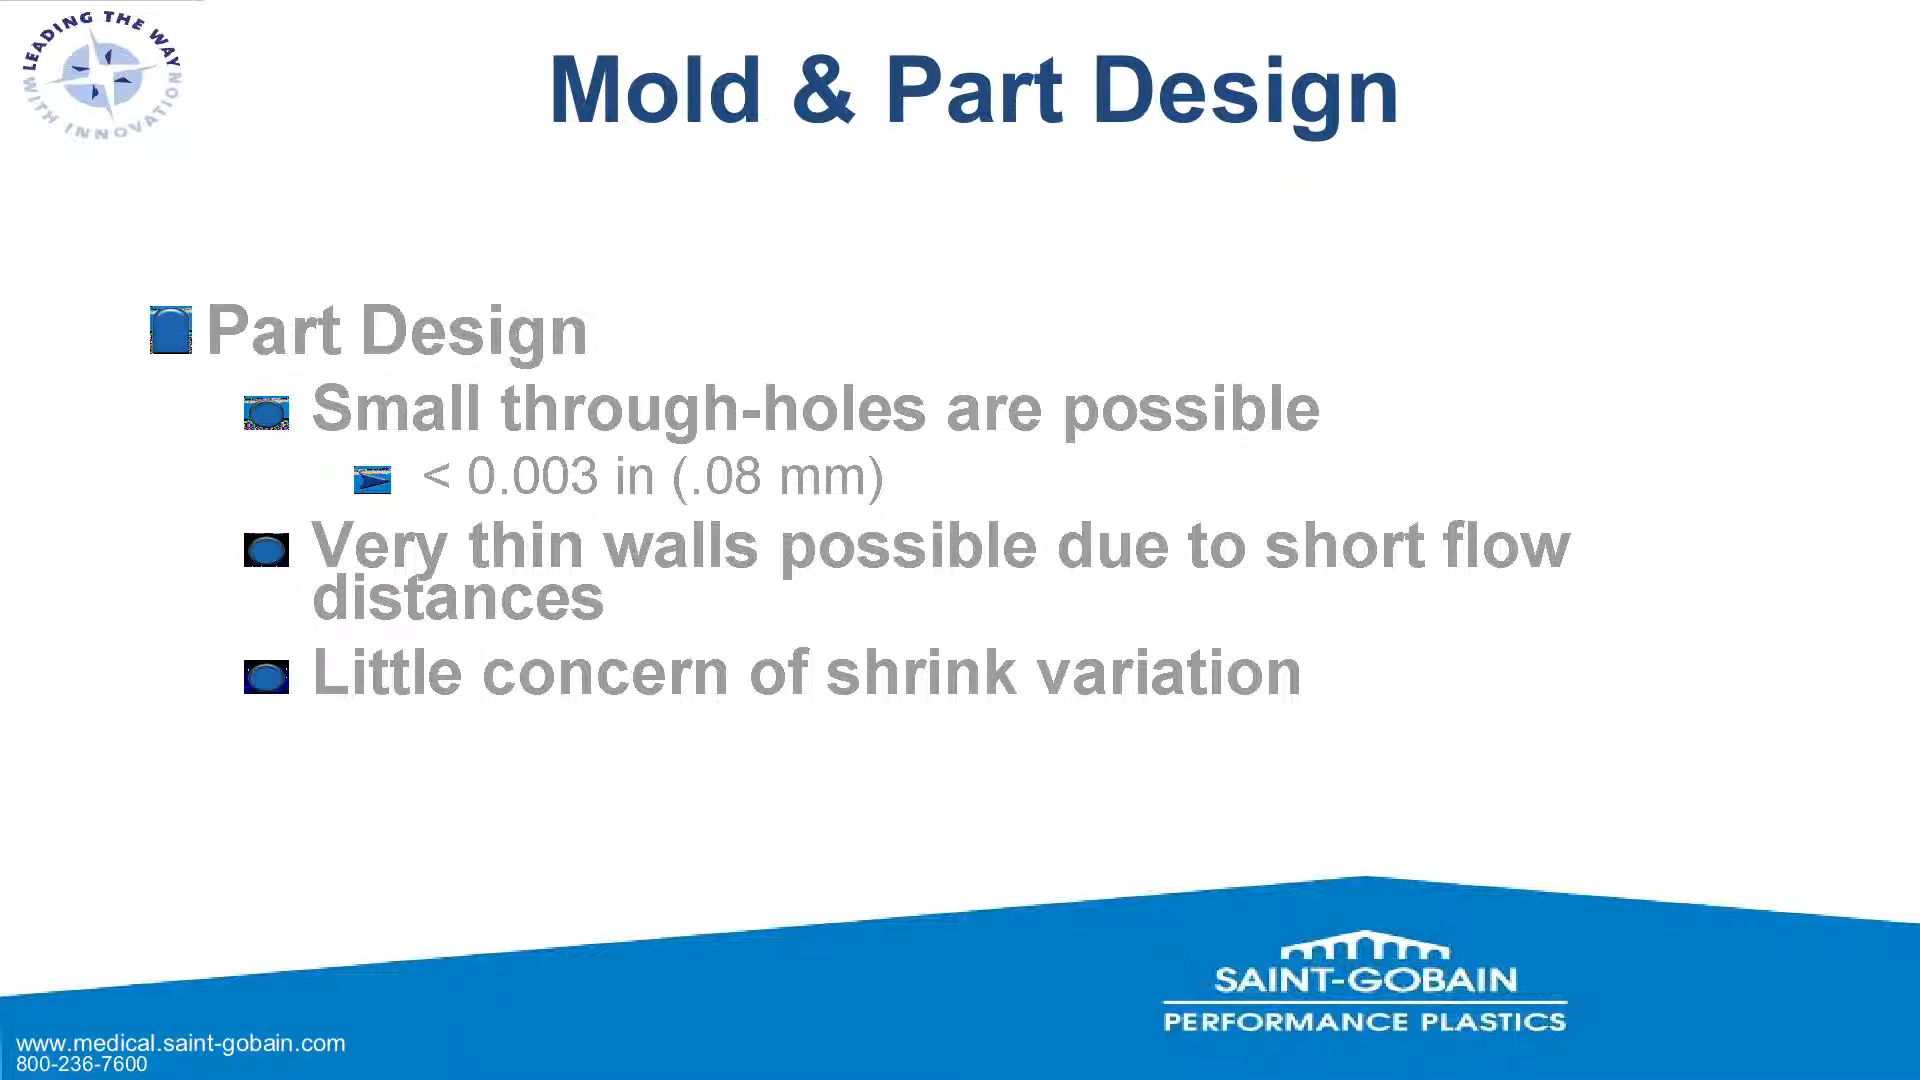 LEADING THE WAY
WITH INNOVATION
Mold & Part Design
Part Design
Small through-holes are possible
< 0.003 in (.08 mm)
Very thin walls possible due to short flow
distances
Little concern of shrink variation
SAINT-GOBAIN
PERFORMANCE PLASTICS
www.medical.saint-gobain.com
800-236-7600